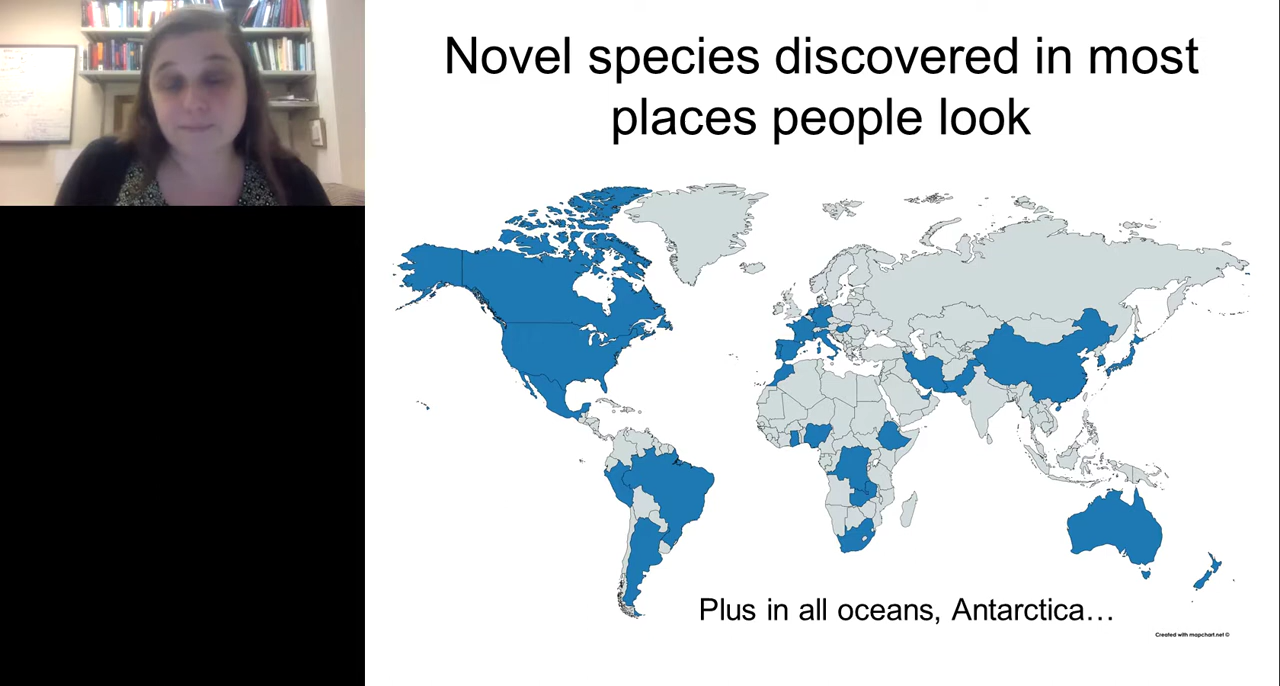 Novel species discovered in most
places people look
Plus in all oceans, Antarctica…
Created with mapchart.net ©